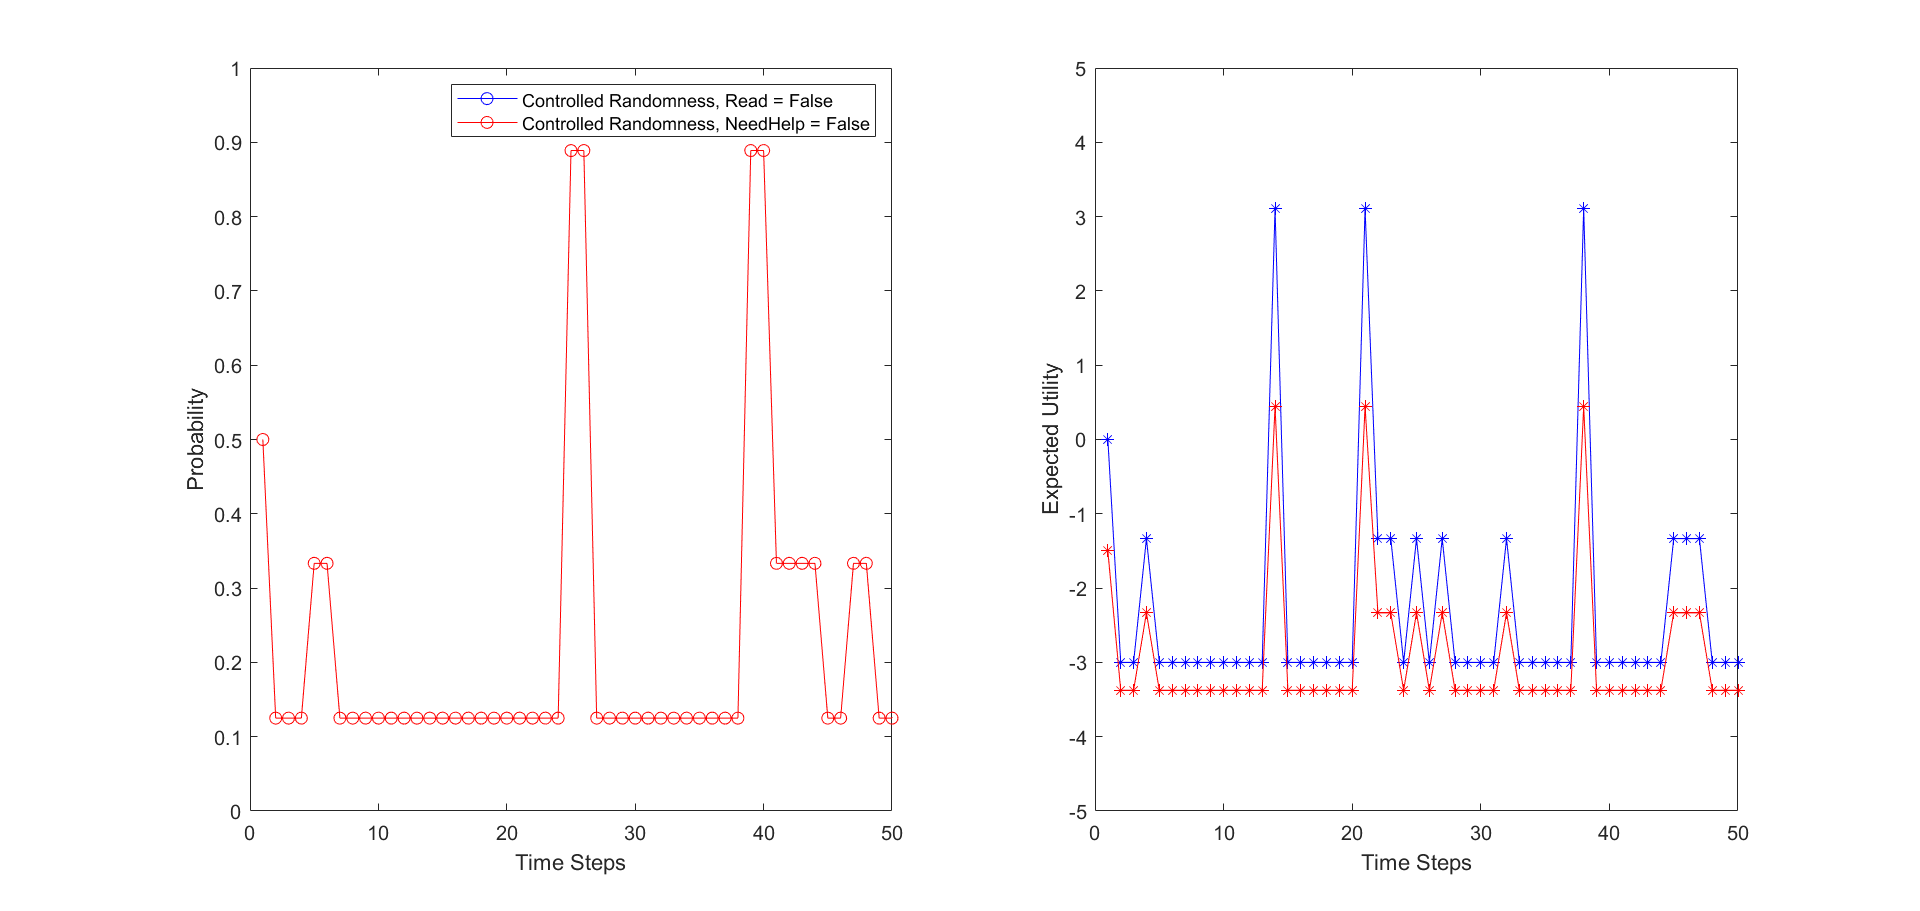 1
0.9
0.8
0.7
0.6
0.5
0.4
0.3
0.2
0.1
0
Probability
0 10 20 30 40 50
Time Steps
Controlled Randomness, Read = False
Controlled Randomness, NeedHelp = False
5
4
3
2
1
0
-1
-2
-3
-4
-5
Expected Utility
0 10 20 30 40 50
Time Steps